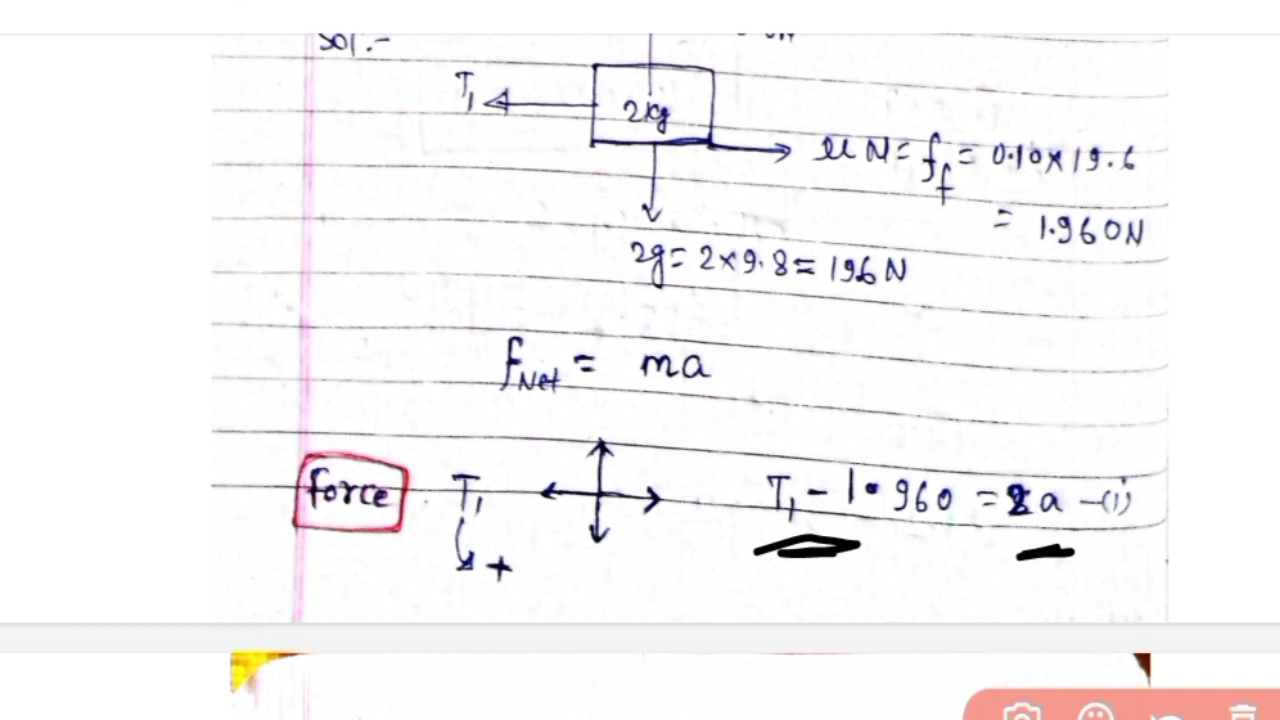 Sol.-
T₁
2kg
μN = f_f = 0.10×19.6
= 1.960N
2g = 2×9.8 = 196N
F_Net = ma
force T₁ T₁ - 1.960 = 2a -(i)
+